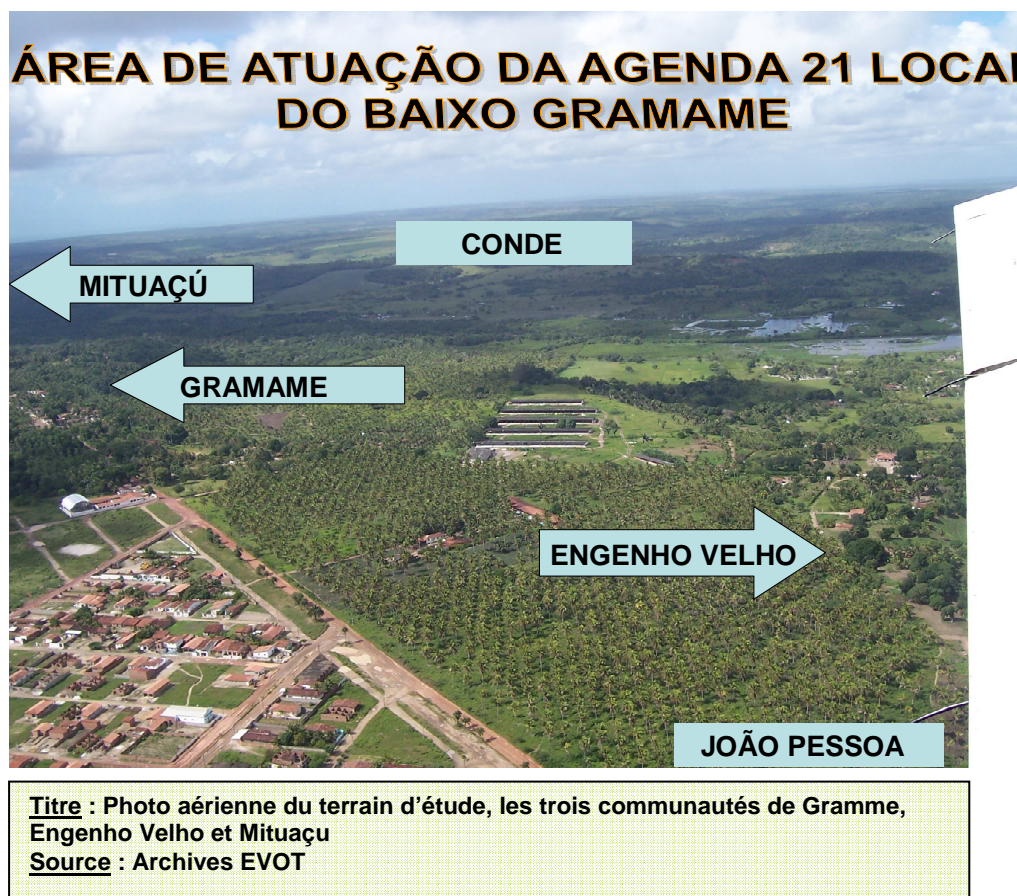 ÁREA DE ATUAÇÃO DA AGENDA 21 LOCAL
DO BAIXO GRAMAME
CONDE
MITUAÇÚ
GRAMAME
ENGENHO VELHO
JOÃO PESSOA
Titre : Photo aérienne du terrain d’étude, les trois communautés de Gramme,
Engenho Velho et Mituaçu
Source : Archives EVOT